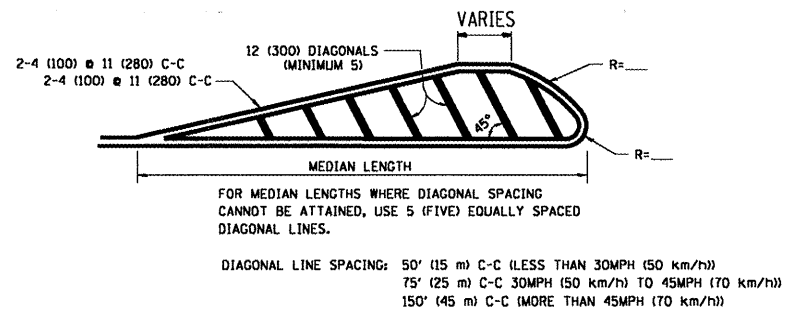 VARIES
2-4 (100) @ 11 (280) C-C
2-4 (100) @ 11 (280) C-C
12 (300) DIAGONALS
(MINIMUM 5)
R=__
45°
R=__
MEDIAN LENGTH
FOR MEDIAN LENGTHS WHERE DIAGONAL SPACING
CANNOT BE ATTAINED, USE 5 (FIVE) EQUALLY SPACED
DIAGONAL LINES.
DIAGONAL LINE SPACING: 50' (15 m) C-C (LESS THAN 30MPH (50 km/h))
75' (25 m) C-C 30MPH (50 km/h) TO 45MPH (70 km/h))
150' (45 m) C-C (MORE THAN 45MPH (70 km/h))